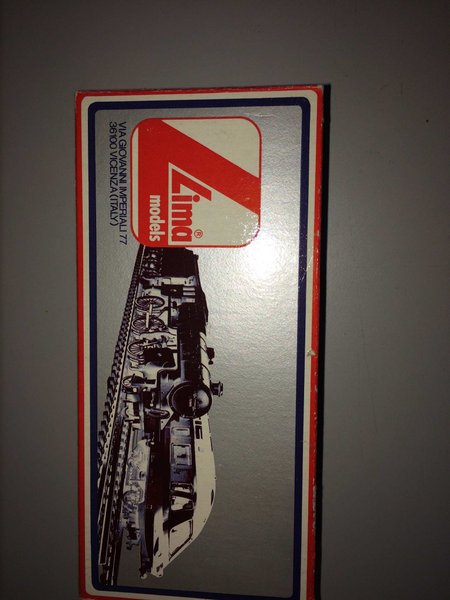 Lima®
models
VIA GIOVANNI IMPERIALI 77
36100 VICENZA (ITALY)